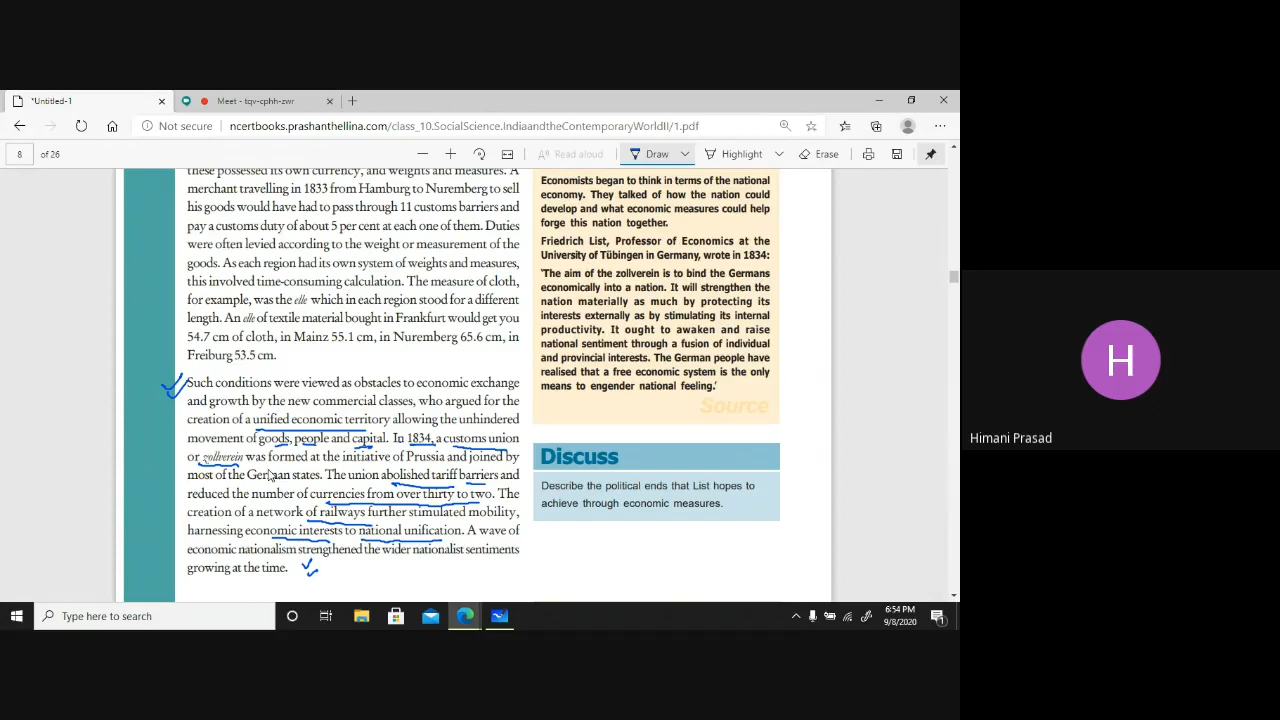 *Untitled-1
Meet - tqv-cphh-zwr
Not secure
ncertbooks.prashanthellina.com/class_10.SocialScience.IndiaandtheContemporaryWorldII/1.pdf
8 of 26
Read aloud
Draw
Highlight
Erase
these possessed its own currency, and weights and measures. A
merchant travelling in 1833 from Hamburg to Nuremberg to sell
his goods would have had to pass through 11 customs barriers and
pay a customs duty of about 5 per cent at each one of them. Duties
were often levied according to the weight or measurement of the
goods. As each region had its own system of weights and measures,
this involved time-consuming calculation. The measure of cloth,
for example, was the elle which in each region stood for a different
length. An elle of textile material bought in Frankfurt would get you
54.7 cm of cloth, in Mainz 55.1 cm, in Nuremberg 65.6 cm, in
Freiburg 53.5 cm.
Such conditions were viewed as obstacles to economic exchange
and growth by the new commercial classes, who argued for the
creation of a unified economic territory allowing the unhindered
movement of goods, people and capital. In 1834, a customs union
or zollverein was formed at the initiative of Prussia and joined by
most of the German states. The union abolished tariff barriers and
reduced the number of currencies from over thirty to two. The
creation of a network of railways further stimulated mobility,
harnessing economic interests to national unification. A wave of
economic nationalism strengthened the wider nationalist sentiments
growing at the time.
Economists began to think in terms of the national
economy. They talked of how the nation could
develop and what economic measures could help
forge this nation together.
Friedrich List, Professor of Economics at the
University of Tübingen in Germany, wrote in 1834:
'The aim of the zollverein is to bind the Germans
economically into a nation. It will strengthen the
nation materially as much by protecting its
interests externally as by stimulating its internal
productivity. It ought to awaken and raise
national sentiment through a fusion of individual
and provincial interests. The German people have
realised that a free economic system is the only
means to engender national feeling.'
Source
Discuss
Describe the political ends that List hopes to
achieve through economic measures.
H
Himani Prasad
Type here to search
6:54 PM
9/8/2020
1